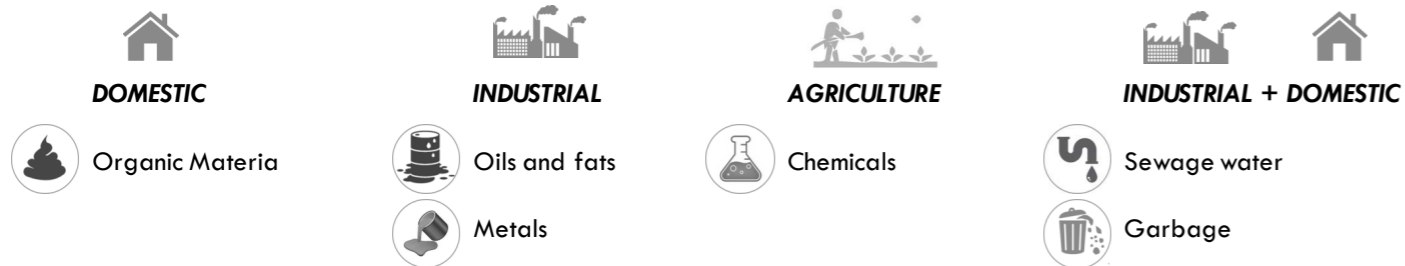 DOMESTIC
INDUSTRIAL
AGRICULTURE
INDUSTRIAL + DOMESTIC
Organic Materia
Oils and fats
Chemicals
Sewage water
Metals
Garbage